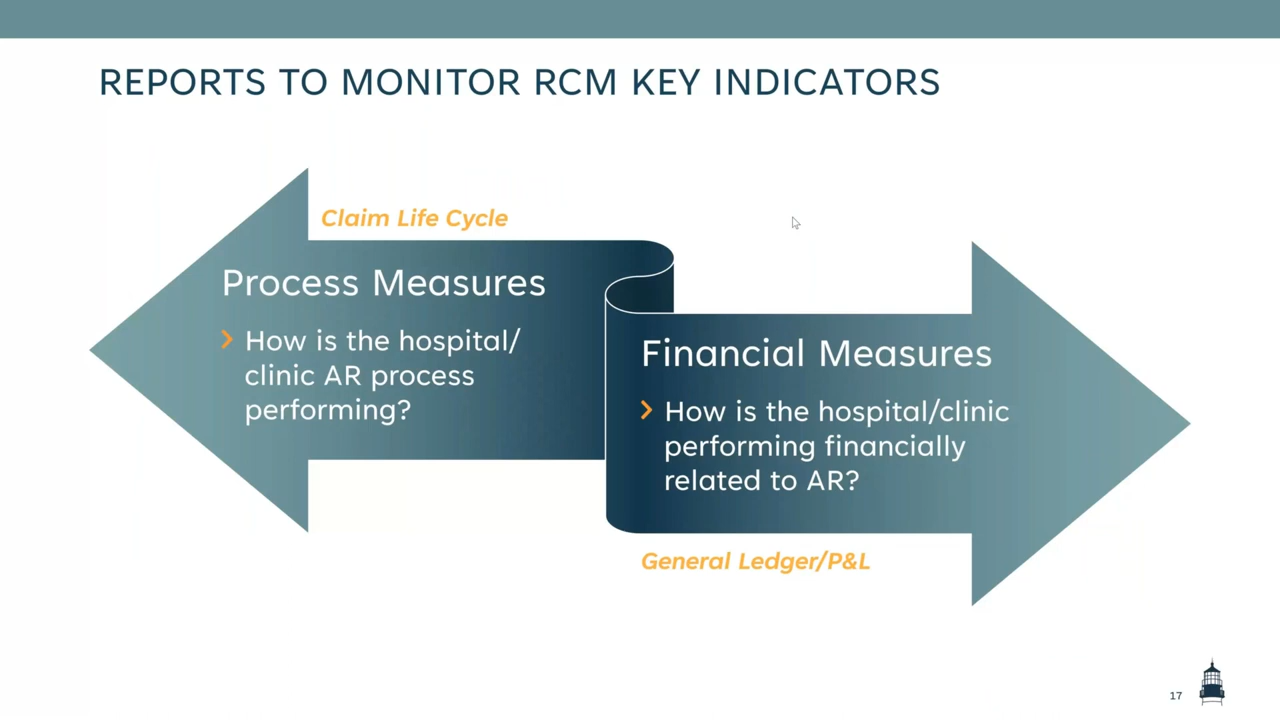 REPORTS TO MONITOR RCM KEY INDICATORS
Claim Life Cycle
Process Measures
How is the hospital/
clinic AR process
performing?
Financial Measures
How is the hospital/clinic
performing financially
related to AR?
General Ledger/P&L
17